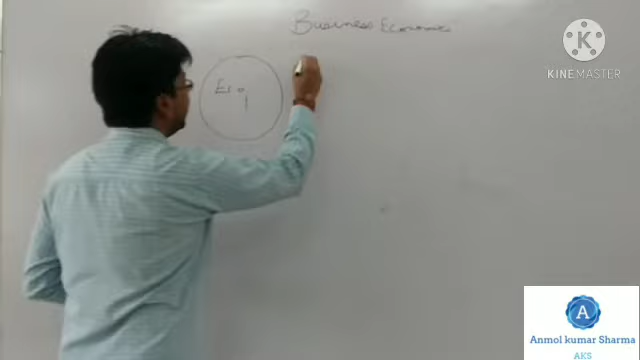 Business Economics
KINEMASTER
A
Anmol kumar Sharma
AKS